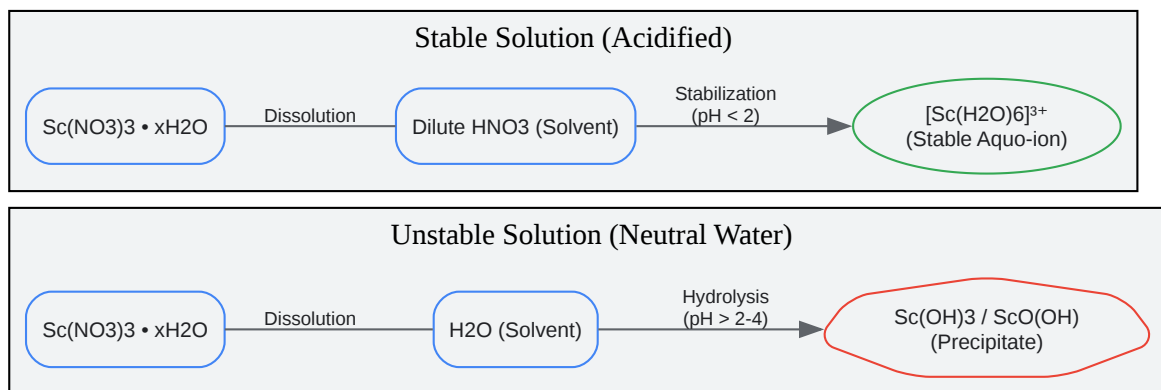 Stable Solution (Acidified)
Sc(NO3)3 • xH2O
Dissolution
Dilute HNO3 (Solvent)
Stabilization
(pH < 2)
[Sc(H2O)6]³⁺
(Stable Aquo-ion)
Unstable Solution (Neutral Water)
Sc(NO3)3 • xH2O
Dissolution
H2O (Solvent)
Hydrolysis
(pH > 2-4)
Sc(OH)3 / ScO(OH)
(Precipitate)